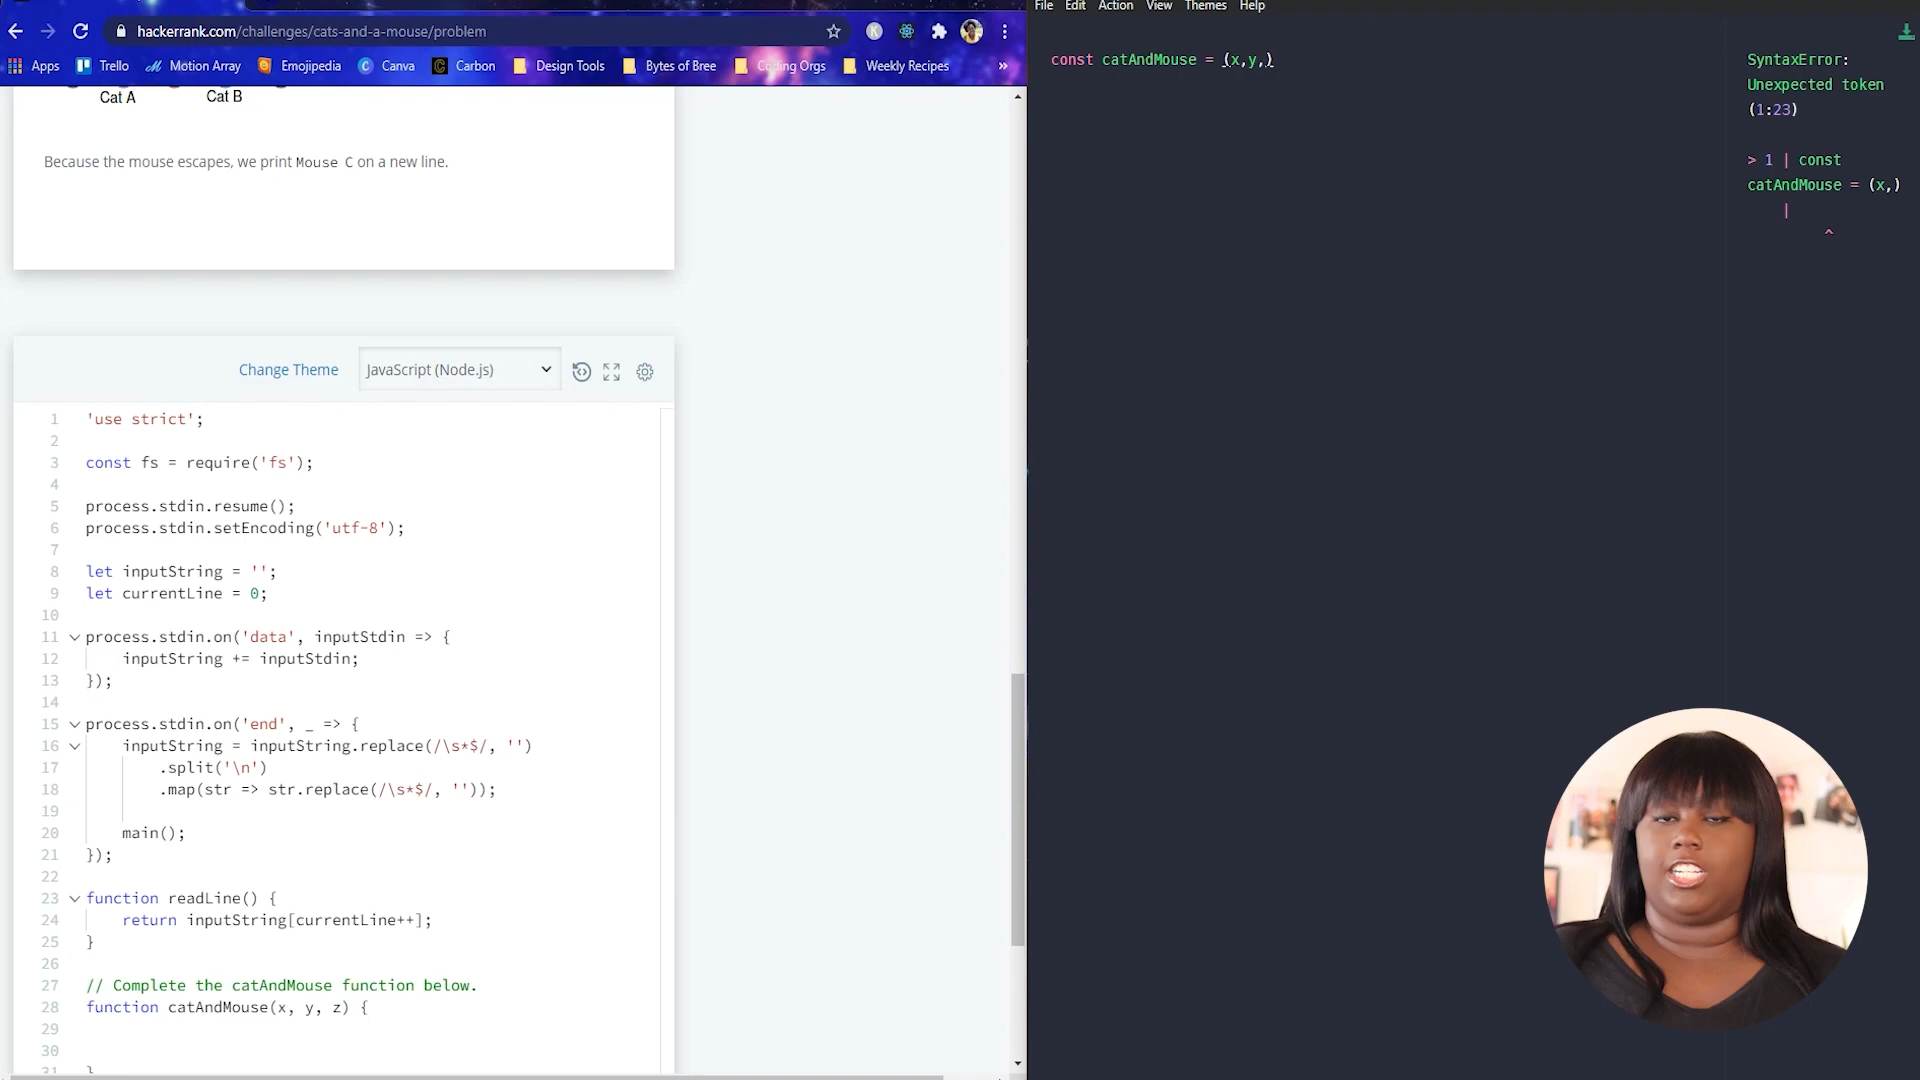 hackerrank.com/challenges/cats-and-a-mouse/problem
Apps Trello Motion Array Emojipedia Canva Carbon Design Tools Bytes of Bree Coding Orgs Weekly Recipes »
Cat A Cat B
Because the mouse escapes, we print Mouse C on a new line.
Change Theme JavaScript (Node.js)
1 'use strict';
2
3 const fs = require('fs');
4
5 process.stdin.resume();
6 process.stdin.setEncoding('utf-8');
7
8 let inputString = '';
9 let currentLine = 0;
10
11 process.stdin.on('data', inputStdin => {
12 inputString += inputStdin;
13 });
14
15 process.stdin.on('end', _ => {
16 inputString = inputString.replace(/\s*$/, '')
17 .split('\n')
18 .map(str => str.replace(/\s*$/, ''));
19
20 main();
21 });
22
23 function readLine() {
24 return inputString[currentLine++];
25 }
26
27 // Complete the catAndMouse function below.
28 function catAndMouse(x, y, z) {
29
30
31 }
File Edit Action View Themes Help
const catAndMouse = (x,y,)
SyntaxError:
Unexpected token
(1:23)
> 1 | const
catAndMouse = (x,)
|
^